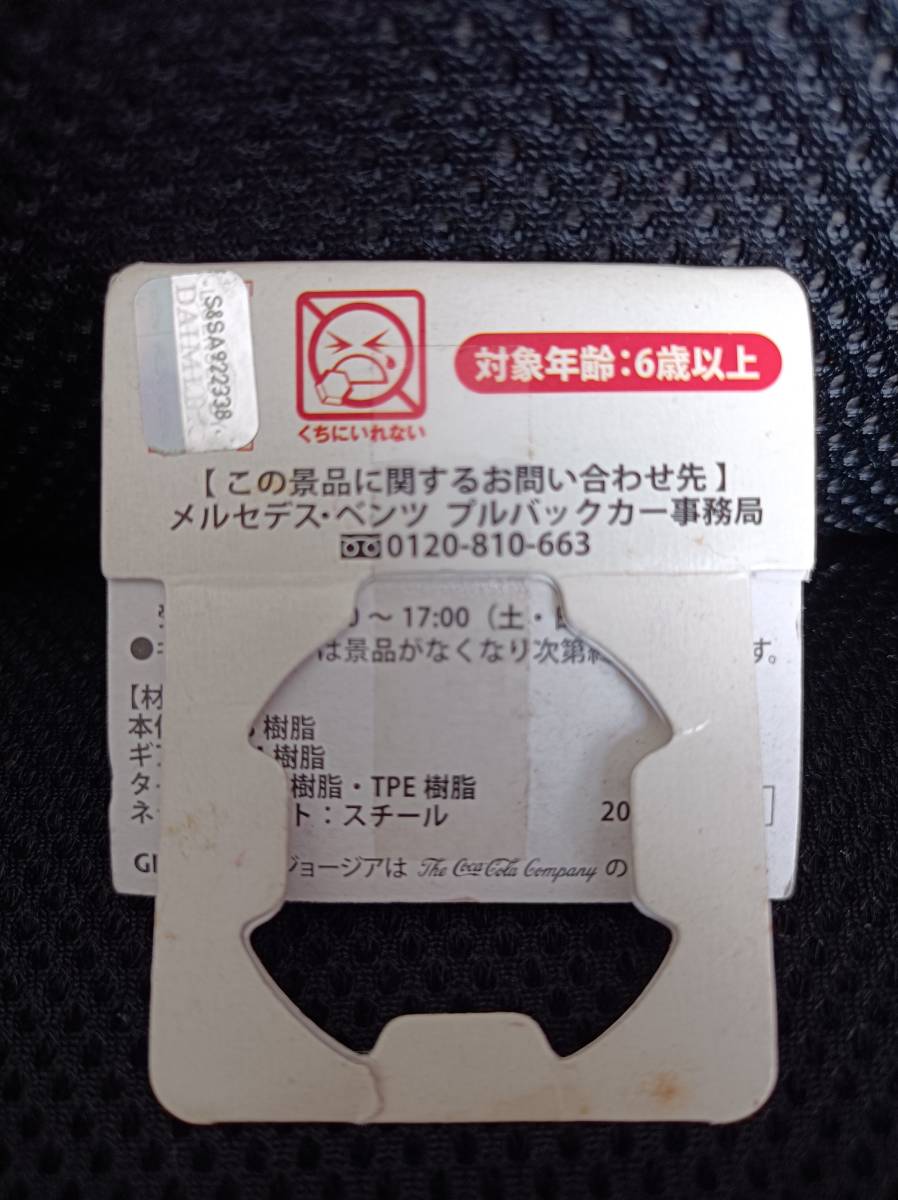 S8SA922338
DAIMLER
くちにいれない
対象年齢：6歳以上
【この景品に関するお問い合わせ先】
メルセデス・ベンツ プルバックカー事務局
0120-810-663
～17:00（土・
は景品がなくなり次第 す。
【材
本 樹脂
ギ 樹脂
タ 樹脂・TPE 樹脂
ネ ト：スチール 20
ジョージアは The Coca-Cola Company の